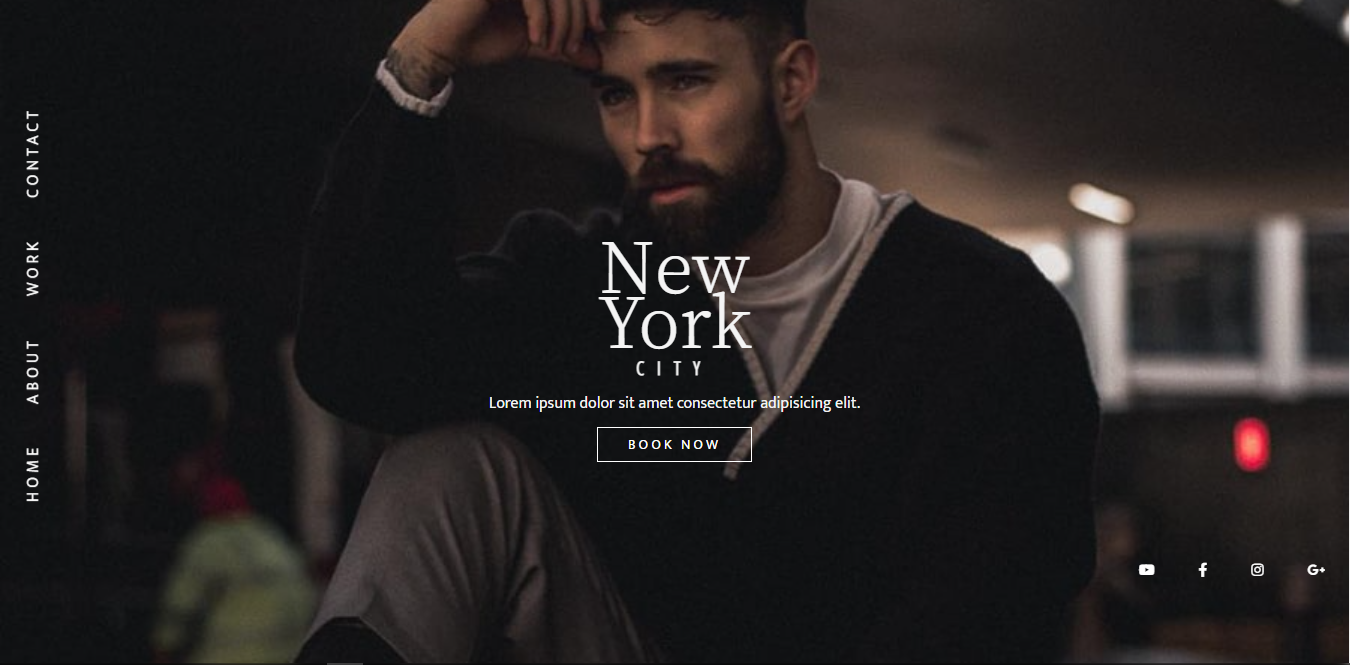 CONTACT
WORK
ABOUT
HOME
New
York
CITY
Lorem ipsum dolor sit amet consectetur adipisicing elit.
BOOK NOW
G+